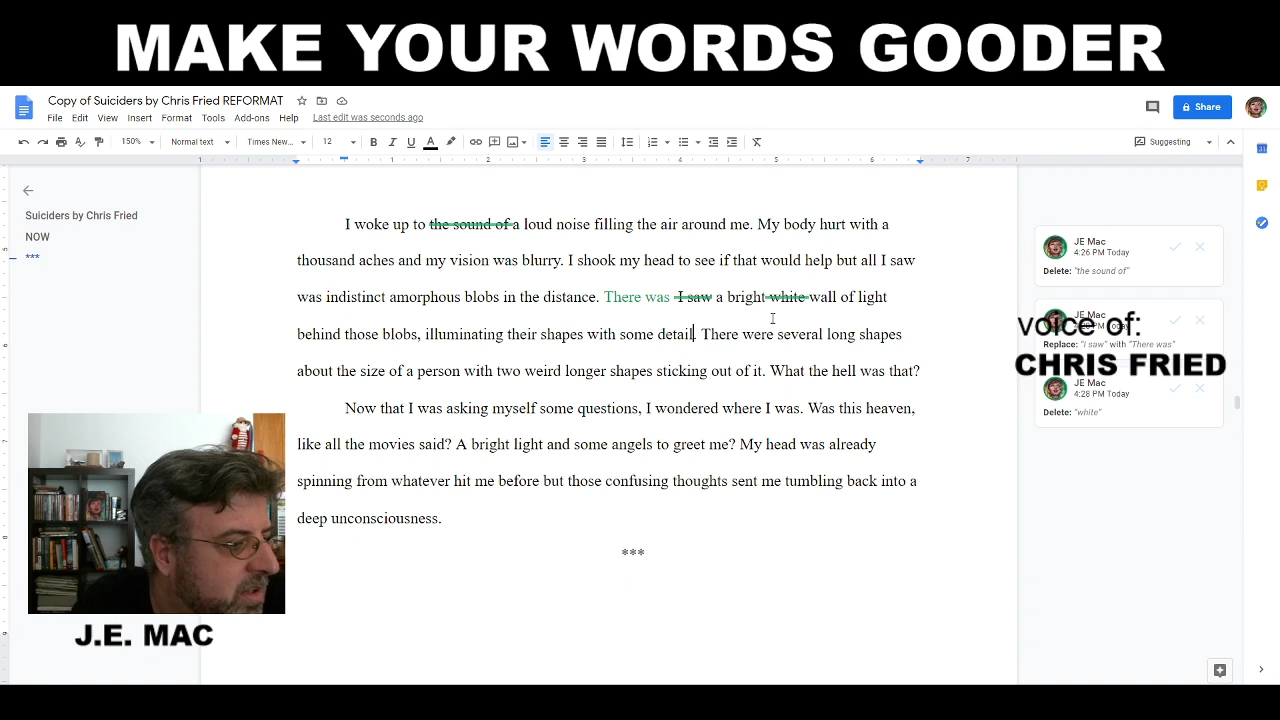 MAKE YOUR WORDS GOODER
Copy of Suiciders by Chris Fried REFORMAT
File Edit View Insert Format Tools Add-ons Help Last edit was seconds ago
Share
150% Normal text Times New... 12 B I U A Suggesting
1 1 2 3 4 5 6 7
Suiciders by Chris Fried
NOW
***
I woke up to the sound of a loud noise filling the air around me. My body hurt with a
thousand aches and my vision was blurry. I shook my head to see if that would help but all I saw
was indistinct amorphous blobs in the distance. There was I saw a bright white wall of light
behind those blobs, illuminating their shapes with some detail. There were several long shapes
about the size of a person with two weird longer shapes sticking out of it. What the hell was that?
Now that I was asking myself some questions, I wondered where I was. Was this heaven,
like all the movies said? A bright light and some angels to greet me? My head was already
spinning from whatever hit me before but those confusing thoughts sent me tumbling back into a
deep unconsciousness.
***
JE Mac
4:26 PM Today
Delete: "the sound of"
JE Mac
Replace: "I saw" with "There was"
voice of:
CHRIS FRIED
JE Mac
4:28 PM Today
Delete: "white"
J.E. MAC